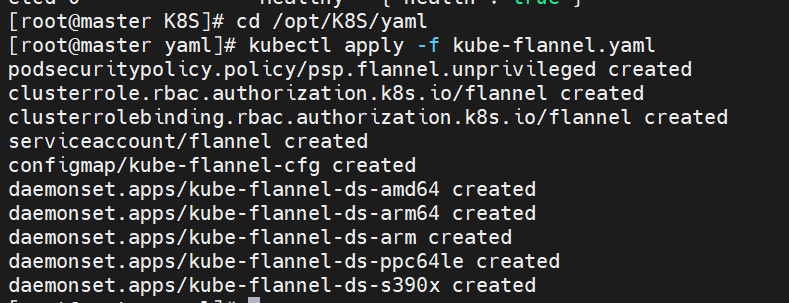 [root@master K8S]# cd /opt/K8S/yaml
[root@master yaml]# kubectl apply -f kube-flannel.yaml
podsecuritypolicy.policy/psp.flannel.unprivileged created
clusterrole.rbac.authorization.k8s.io/flannel created
clusterrolebinding.rbac.authorization.k8s.io/flannel created
serviceaccount/flannel created
configmap/kube-flannel-cfg created
daemonset.apps/kube-flannel-ds-amd64 created
daemonset.apps/kube-flannel-ds-arm64 created
daemonset.apps/kube-flannel-ds-arm created
daemonset.apps/kube-flannel-ds-ppc64le created
daemonset.apps/kube-flannel-ds-s390x created